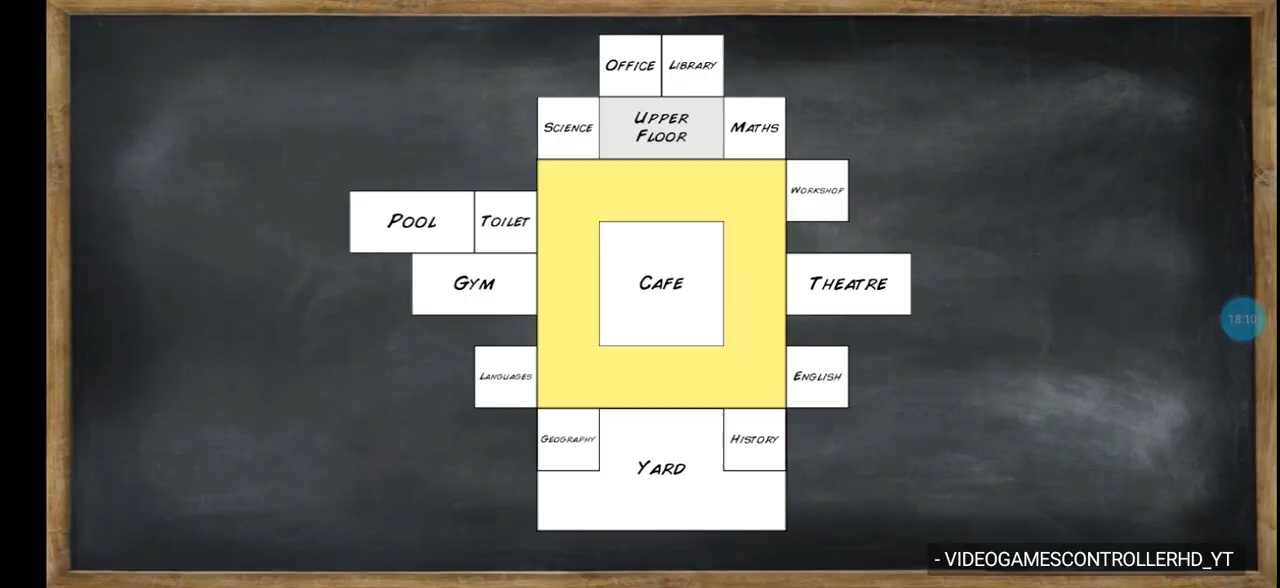 OFFICE
LIBRARY
SCIENCE
UPPER
FLOOR
MATHS
WORKSHOP
POOL
TOILET
GYM
CAFE
THEATRE
LANGUAGES
ENGLISH
GEOGRAPHY
HISTORY
YARD
18:10
- VIDEOGAMESCONTROLLERHD_YT